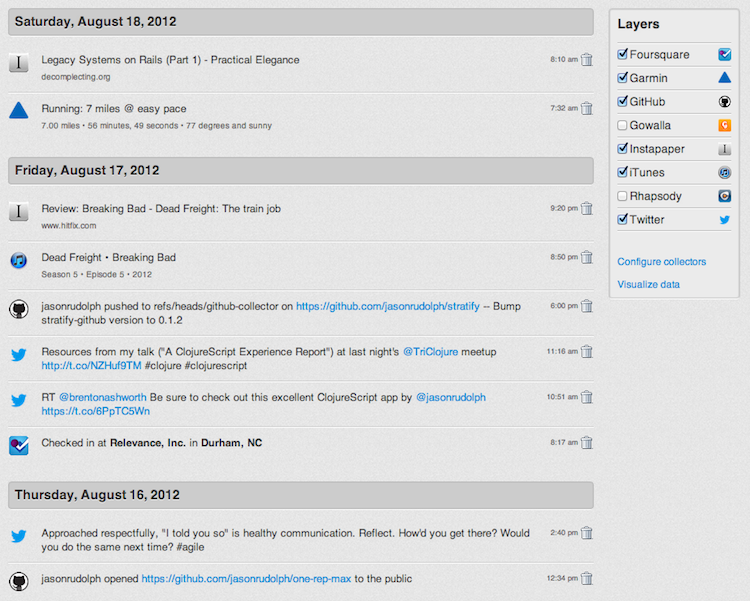 Saturday, August 18, 2012
Legacy Systems on Rails (Part 1) - Practical Elegance
8:10 am
decomplecting.org
Running: 7 miles @ easy pace
7:32 am
7.00 miles • 56 minutes, 49 seconds • 77 degrees and sunny
Friday, August 17, 2012
Review: Breaking Bad - Dead Freight: The train job
9:20 pm
www.hitfix.com
Dead Freight • Breaking Bad
8:50 pm
Season 5 • Episode 5 • 2012
jasonrudolph pushed to refs/heads/github-collector on https://github.com/jasonrudolph/stratify -- Bump
6:00 pm
stratify-github version to 0.1.2
Resources from my talk ("A ClojureScript Experience Report") at last night's @TriClojure meetup
11:16 am
http://t.co/NZHuf9TM #clojure #clojurescript
RT @brentonashworth Be sure to check out this excellent ClojureScript app by @jasonrudolph
10:51 am
https://t.co/6PpTC5Wn
Checked in at Relevance, Inc. in Durham, NC
8:17 am
Thursday, August 16, 2012
Approached respectfully, "I told you so" is healthy communication. Reflect. How'd you get there? Would
2:40 pm
you do the same next time? #agile
jasonrudolph opened https://github.com/jasonrudolph/one-rep-max to the public
12:34 pm
Layers
Foursquare
Garmin
GitHub
Gowalla
Instapaper
iTunes
Rhapsody
Twitter
Configure collectors
Visualize data